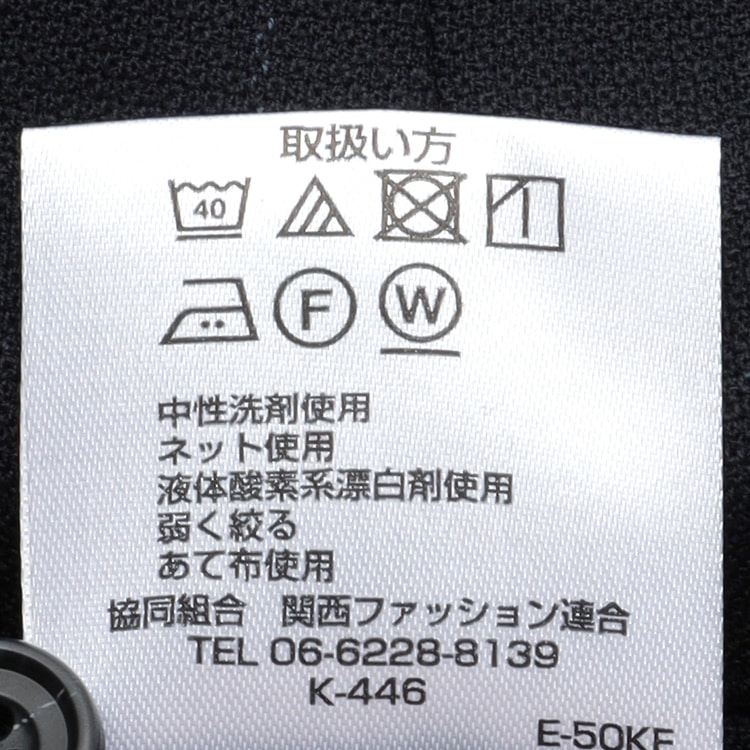 取扱い方
40
F W
中性洗剤使用
ネット使用
液体酸素系漂白剤使用
弱く絞る
あて布使用
協同組合 関西ファッション連合
TEL 06-6228-8139
K-446